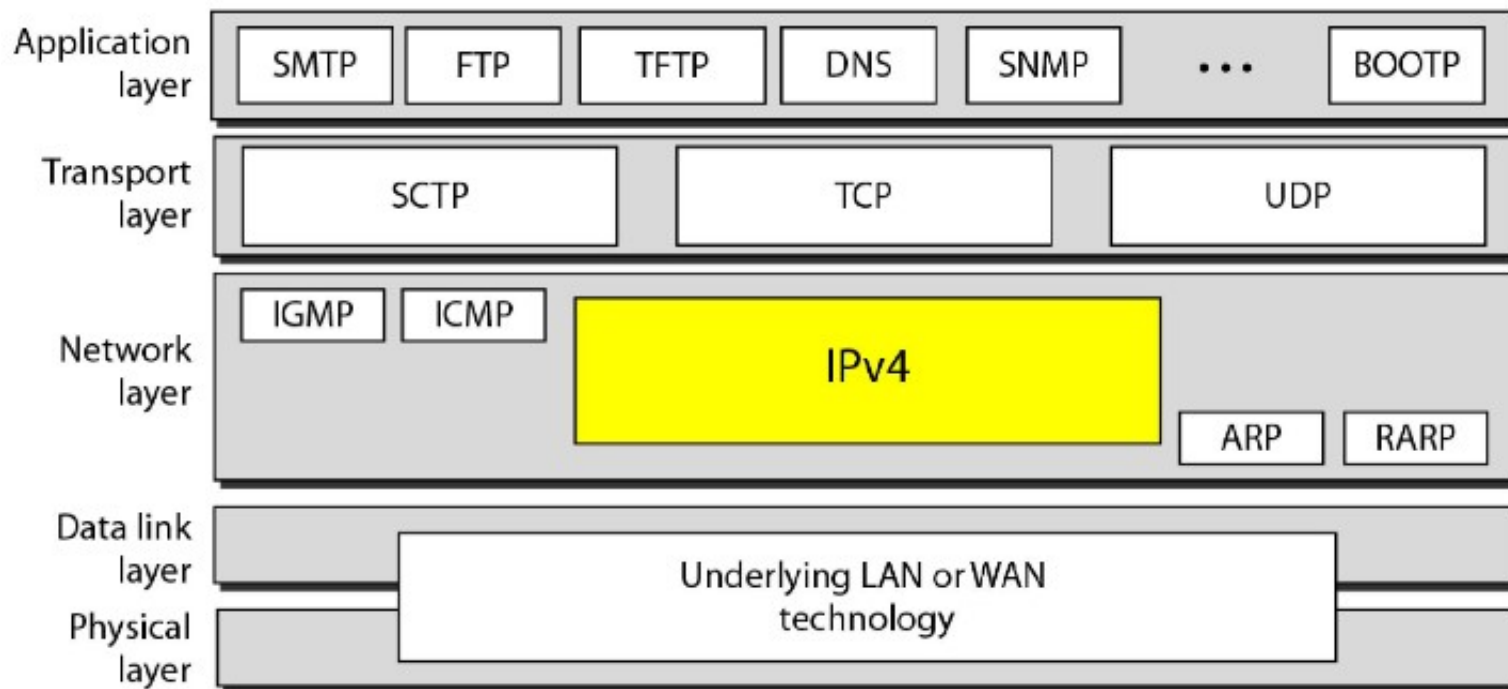 Application
layer
SMTP FTP TFTP DNS SNMP ... BOOTP
Transport
layer
SCTP TCP UDP
IGMP ICMP
Network
layer
IPv4
ARP RARP
Data link
layer
Underlying LAN or WAN
technology
Physical
layer